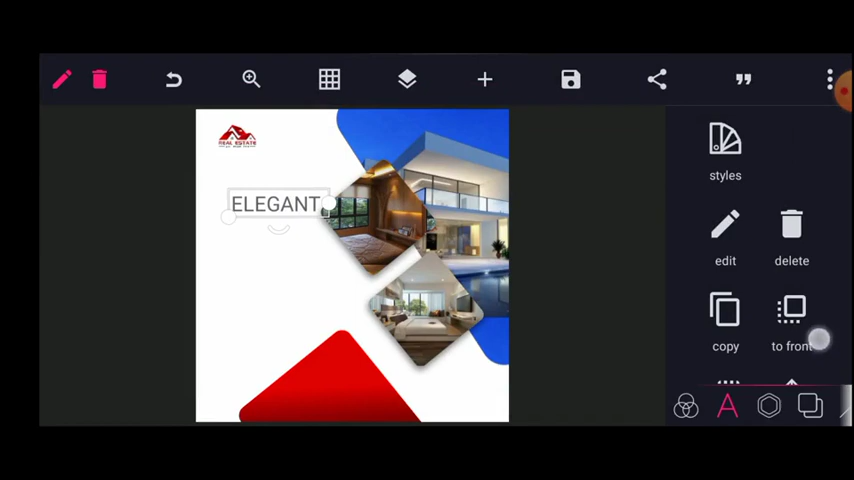 REAL ESTATE
ELEGANT
styles
edit
delete
copy
to front